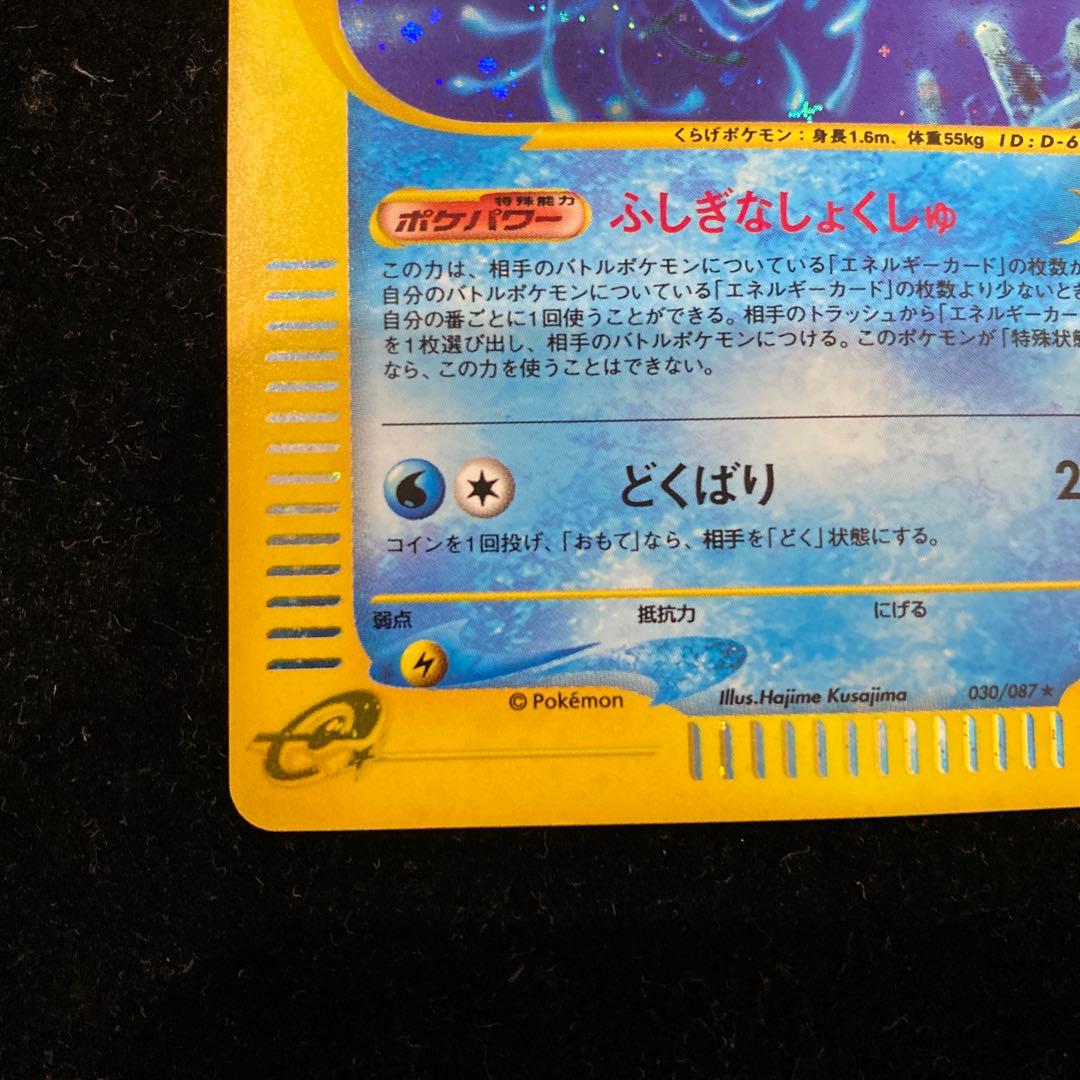 くらげポケモン：身長1.6m、体重55kg ID：D-6
特殊能力
ポケパワー ふしぎなしょくしゅ
この力は、相手のバトルポケモンについている「エネルギーカード」の枚数が
自分のバトルポケモンについている「エネルギーカード」の枚数より少ないとき
自分の番ごとに1回使うことができる。相手のトラッシュから「エネルギーカー
を1枚選び出し、相手のバトルポケモンにつける。このポケモンが「特殊状態
なら、この力を使うことはできない。
どくばり 2
コインを1回投げ、「おもて」なら、相手を「どく」状態にする。
弱点 抵抗力 にげる
© Pokémon Illus.Hajime Kusajima 030/087★
e